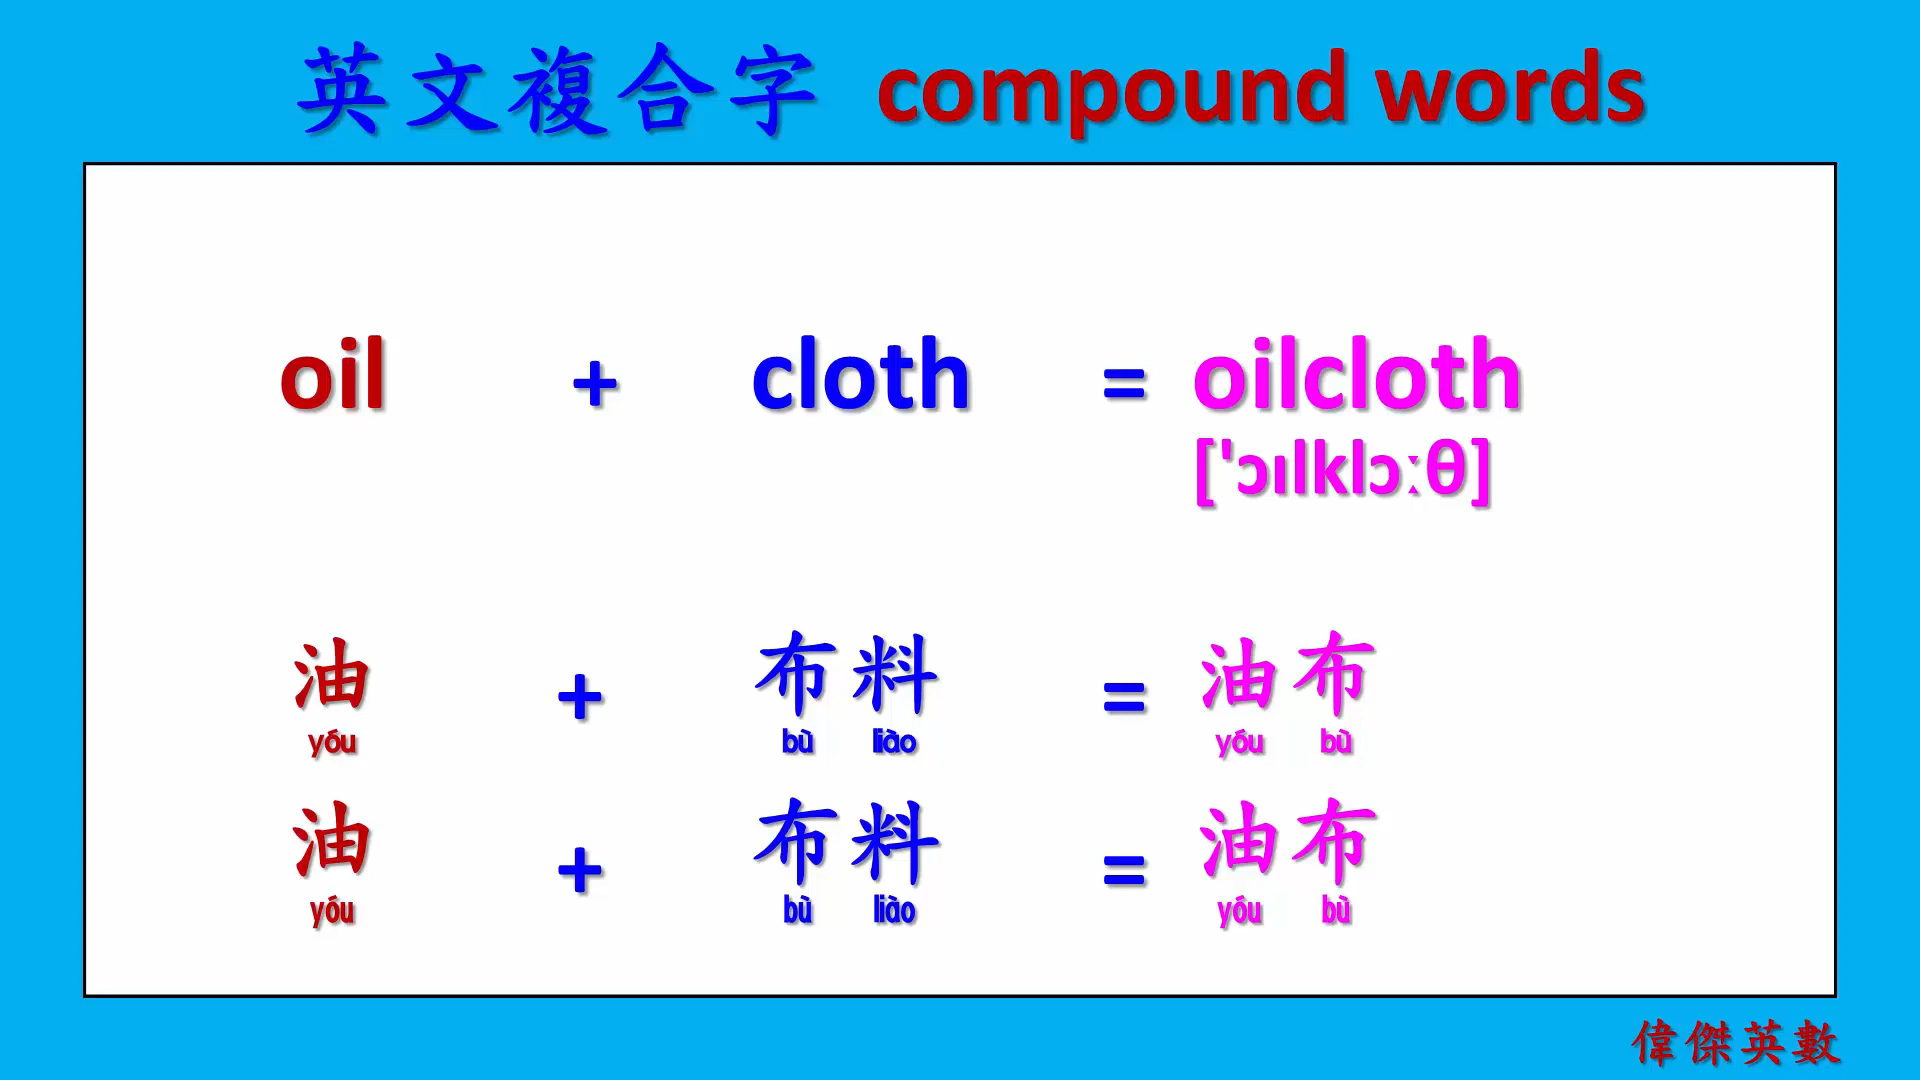 英文複合字 compound words
oil + cloth = oilcloth
['ɔɪlklɔːθ]
油 + 布料 = 油布
yóu bù liào yóu bù
油 + 布料 = 油布
yóu bù liào yóu bù
偉傑英數